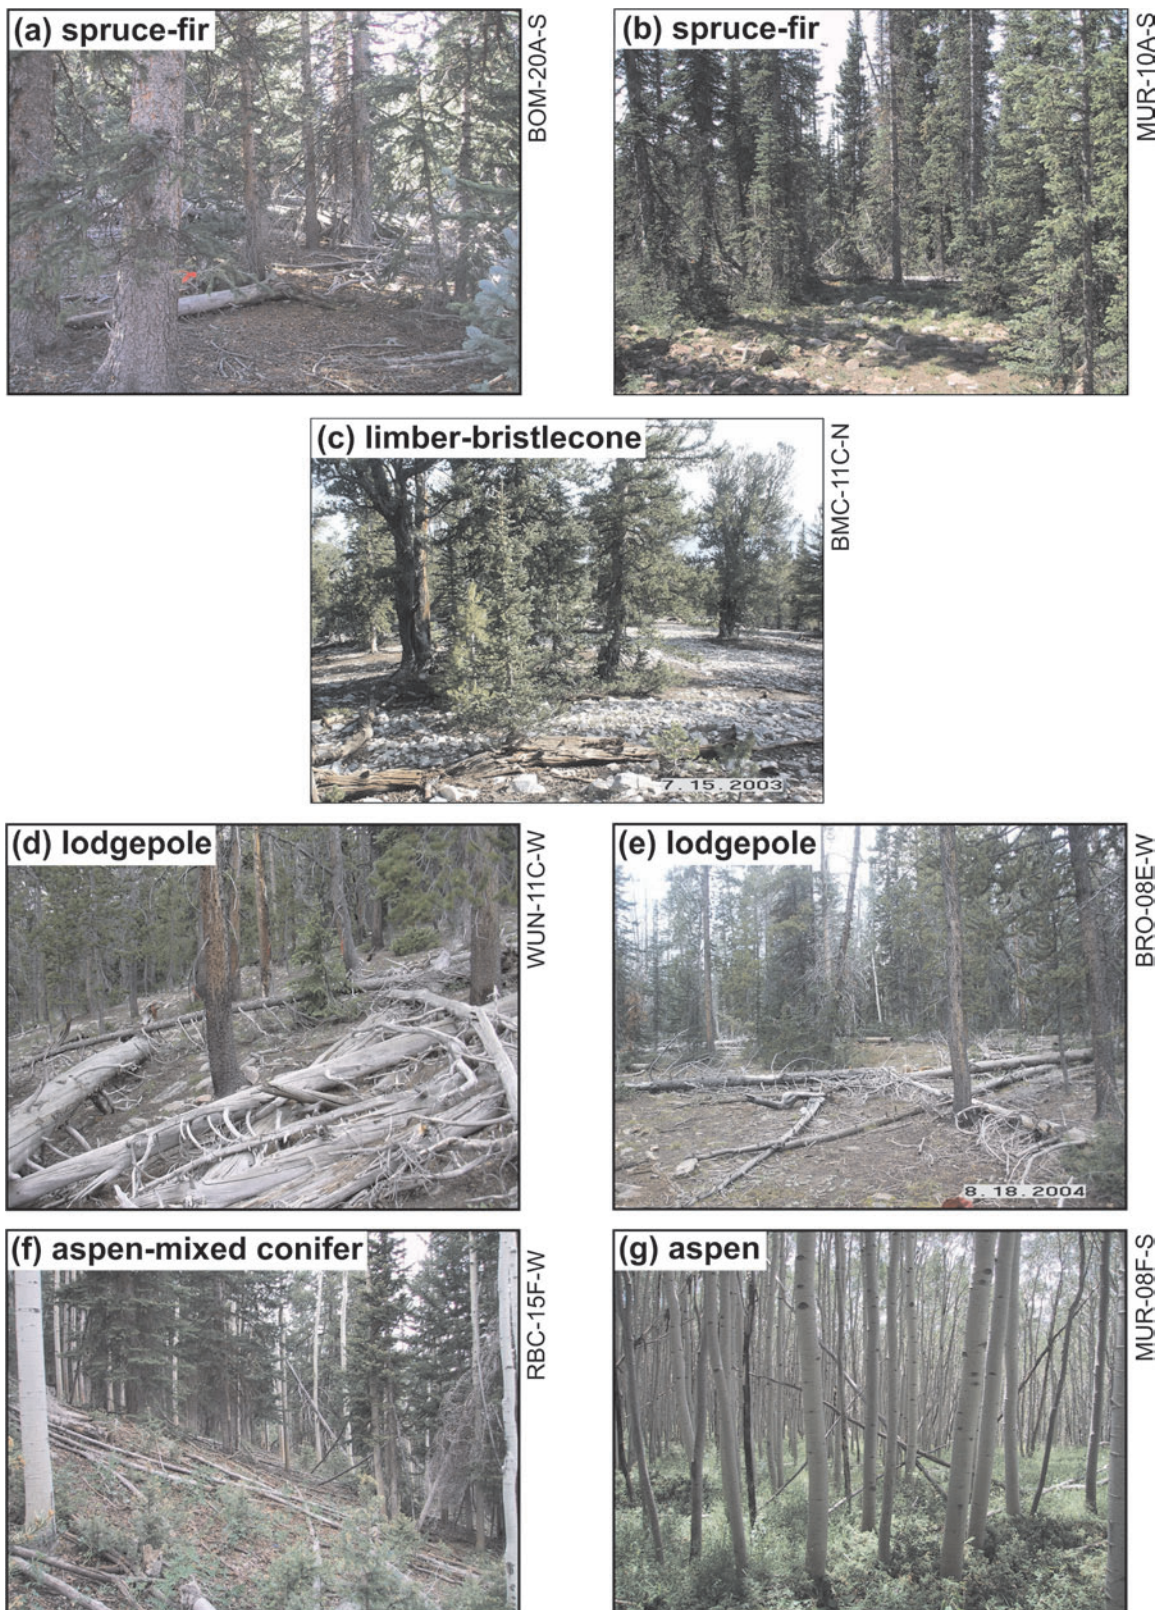 (a) spruce-fir
BOM-20A-S
(b) spruce-fir
MUR-10A-S
(c) limber-bristlecone
BMC-11C-N
7.15.2003
(d) lodgepole
WUN-11C-W
(e) lodgepole
BRO-08E-W
8.18.2004
(f) aspen-mixed conifer
RBC-15F-W
(g) aspen
MUR-08F-S